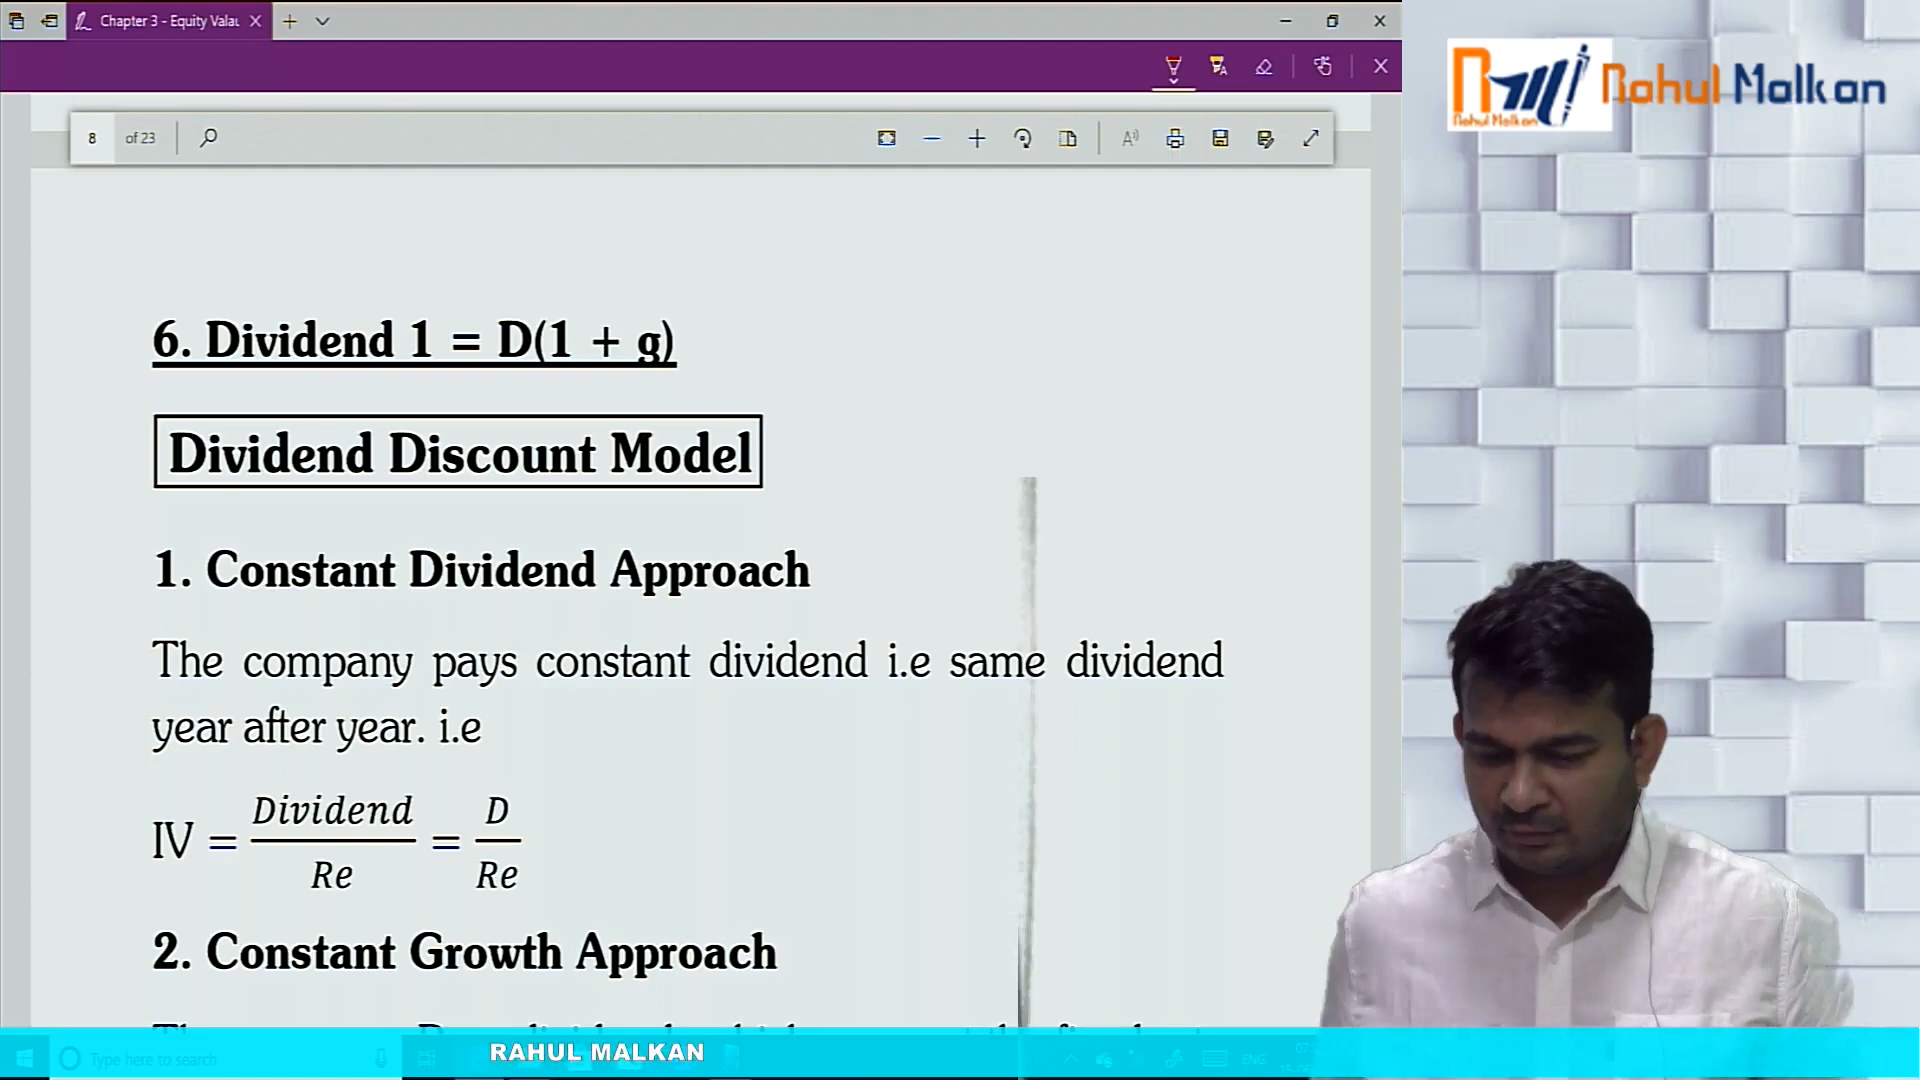 Chapter 3 - Equity Valau
8 of 23
Rahul Malkan
Rahul Malkan
6. Dividend 1 = D(1 + g)
Dividend Discount Model
1. Constant Dividend Approach
The company pays constant dividend i.e same dividend
year after year. i.e
IV = Dividend / Re = D / Re
2. Constant Growth Approach
Type here to search
RAHUL MALKAN
ENG